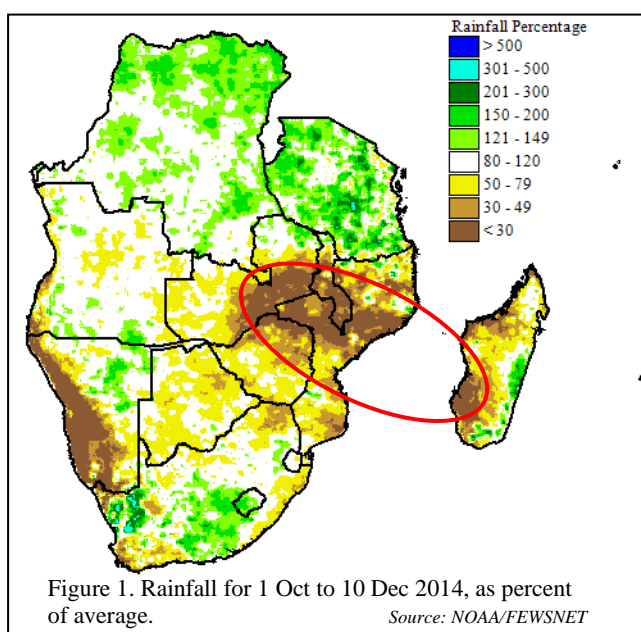 Rainfall Percentage
> 500
301 - 500
201 - 300
150 - 200
121 - 149
80 - 120
50 - 79
30 - 49
< 30
Figure 1. Rainfall for 1 Oct to 10 Dec 2014, as percent
of average. Source: NOAA/FEWSNET